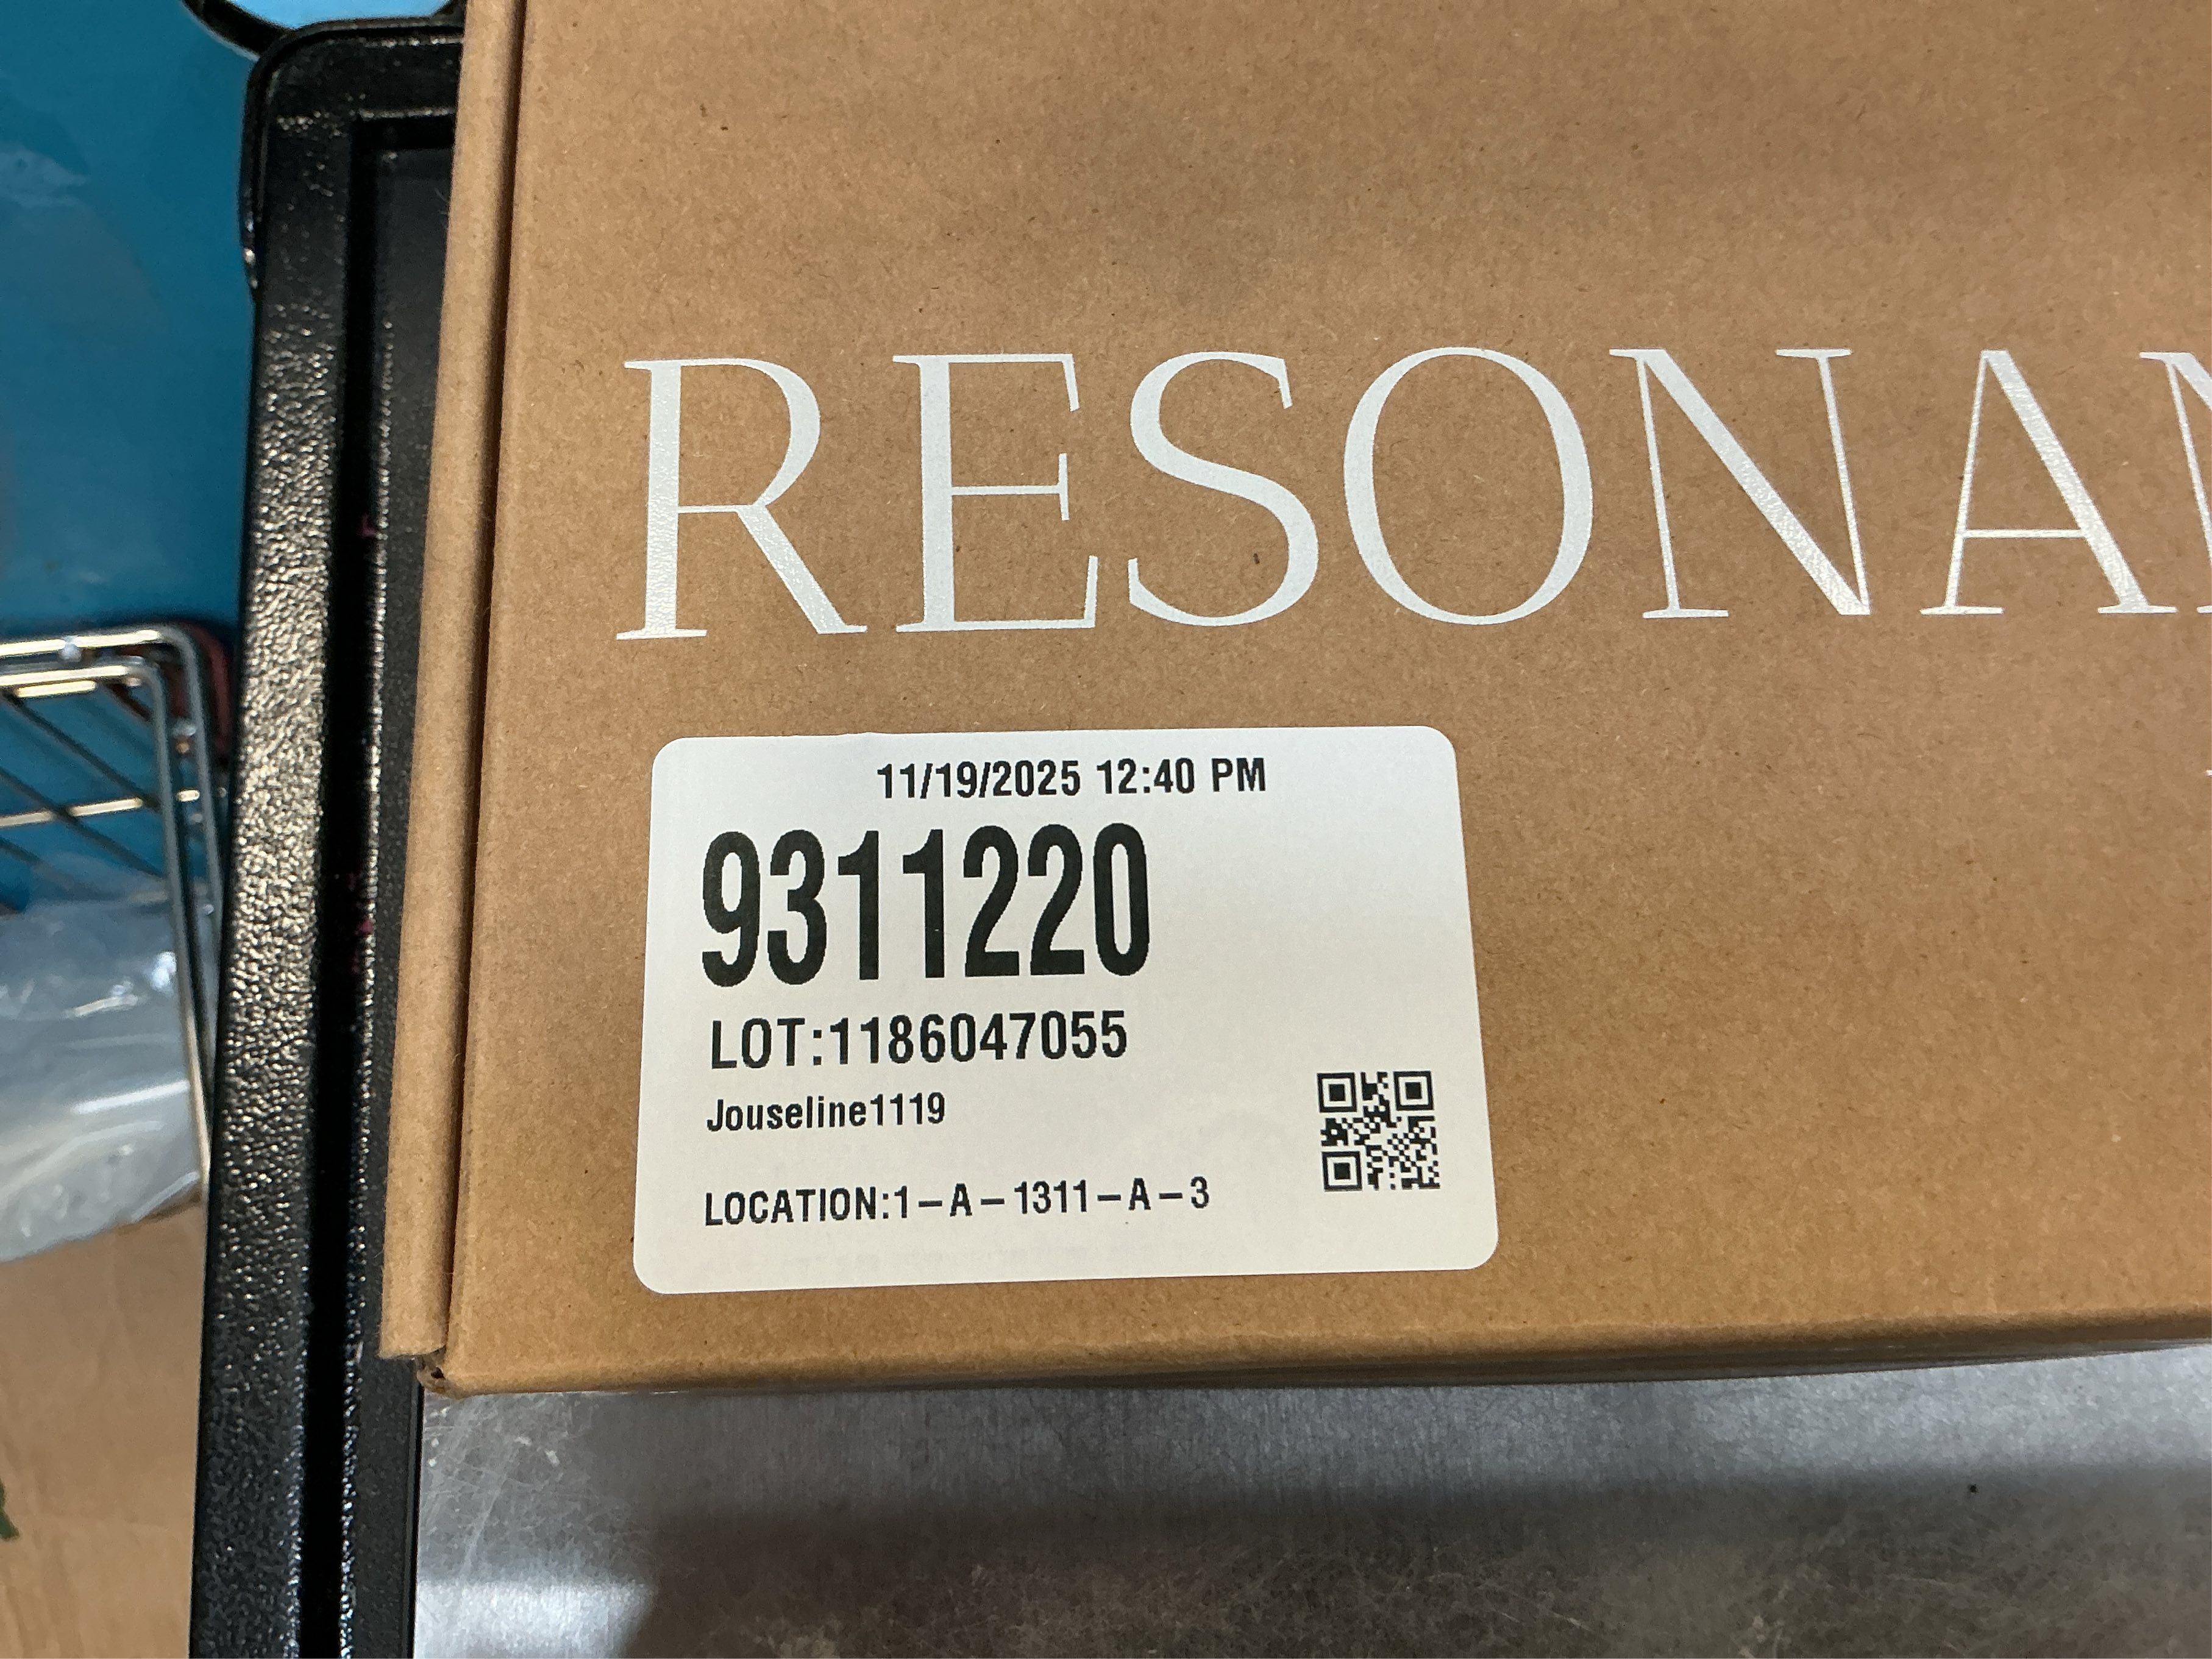 RESONAN
11/19/2025 12:40 PM
9311220
LOT:1186047055
Jouseline1119
LOCATION:1-A-1311-A-3